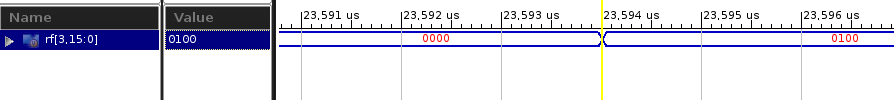 Name Value 23,591 us 23,592 us 23,593 us 23,594 us 23,595 us 23,596 us
rf[3,15:0] 0100 0000 0100